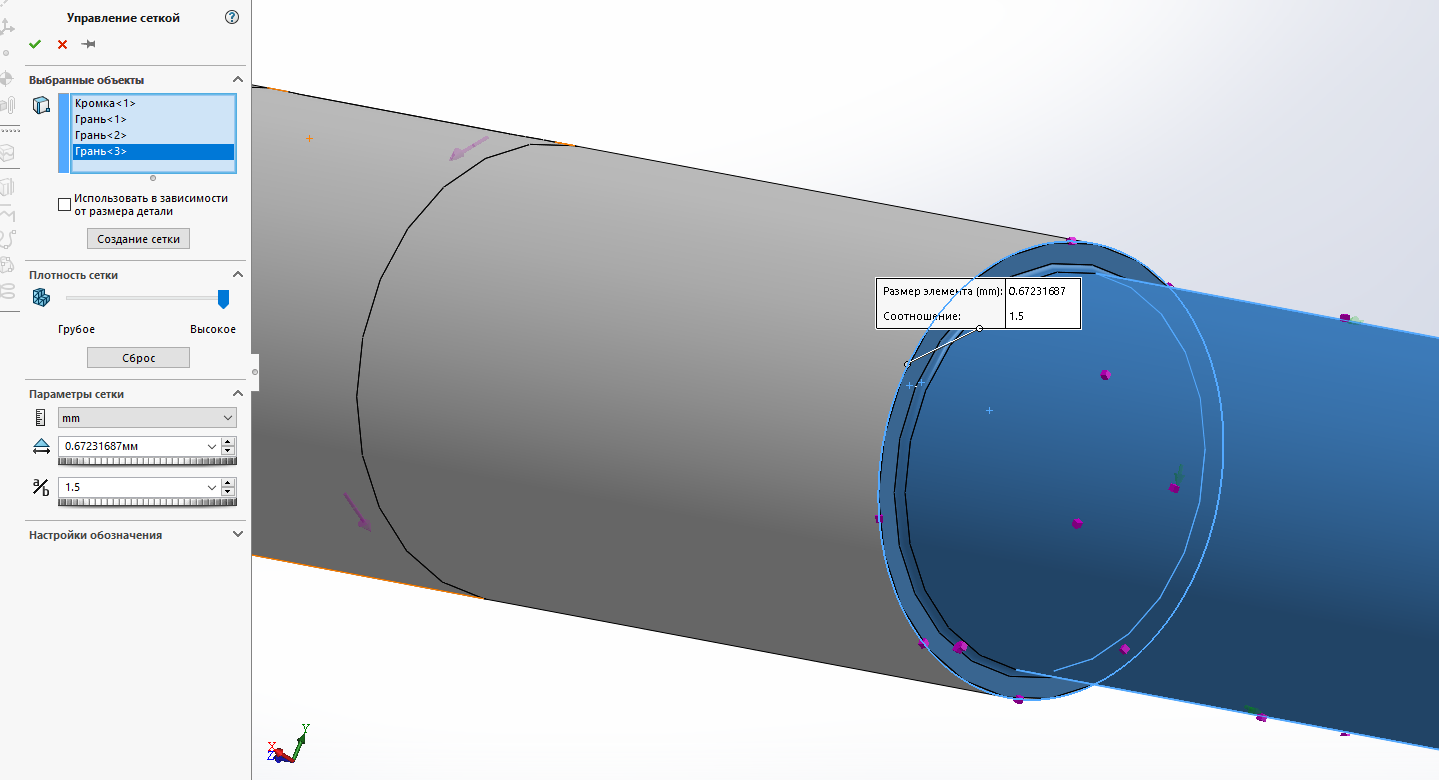 Управление сеткой
?
Выбранные объекты
Кромка<1>
Грань<1>
Грань<2>
Грань<3>
Использовать в зависимости
от размера детали
Создание сетки
Плотность сетки
Грубое Высокое
Сброс
Параметры сетки
mm
0.67231687мм
a/b 1.5
Настройки обозначения
Размер элемента (mm): 0.67231687
Соотношение: 1.5
Y
X
Z